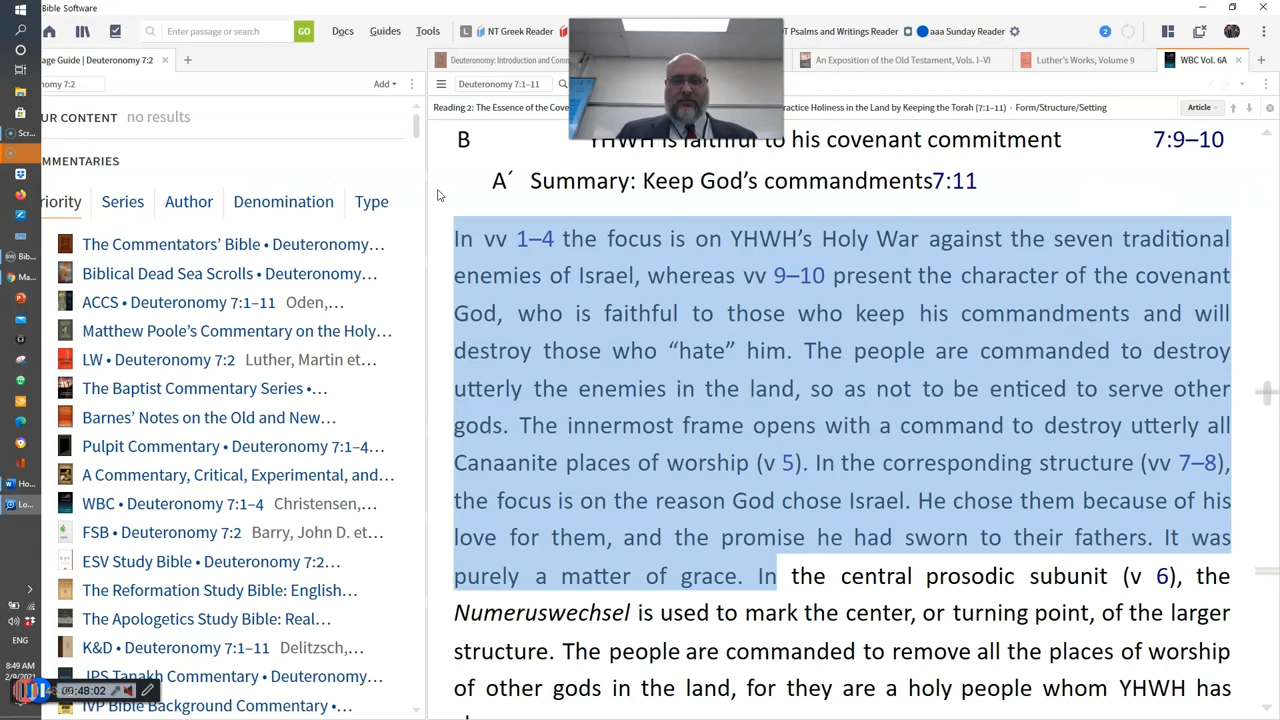 Bible Software
Enter passage
GO
Docs
Guides
Tools
L
NT Greek Reader
OT Psalms and Writings Reader
aaa Sunday Reader
2
age Guide | Deuteronomy 7:2
Deuteronomy: Introduction and Comm
An Exposition of the Old Testament, Vols. I–VI
Luther's Works, Volume 9
WBC Vol. 6A
omy 7:2
Add
Deuteronomy 7:1–11
Reading 2: The Essence of the Cove
ractice Holiness in the Land by Keeping the Torah (7:1–11) › Form/Structure/Setting
Article
UR CONTENT no results
MMENTARIES
iority
Series
Author
Denomination
Type
The Commentators’ Bible • Deuteronomy…
Biblical Dead Sea Scrolls • Deuteronomy…
ACCS • Deuteronomy 7:1–11 Oden,…
Matthew Poole’s Commentary on the Holy…
LW • Deuteronomy 7:2 Luther, Martin et…
The Baptist Commentary Series •…
Barnes’ Notes on the Old and New…
Pulpit Commentary • Deuteronomy 7:1–4…
A Commentary, Critical, Experimental, and…
WBC • Deuteronomy 7:1–4 Christensen,…
FSB • Deuteronomy 7:2 Barry, John D. et…
ESV Study Bible • Deuteronomy 7:2…
The Reformation Study Bible: English…
The Apologetics Study Bible: Real…
K&D • Deuteronomy 7:1–11 Delitzsch,…
JPS Tanakh Commentary • Deuteronomy…
IVP Bible Background Commentary •…
B YHWH is faithful to his covenant commitment 7:9–10
A´ Summary: Keep God’s commandments7:11
In vv 1–4 the focus is on YHWH’s Holy War against the seven traditional
enemies of Israel, whereas vv 9–10 present the character of the covenant
God, who is faithful to those who keep his commandments and will
destroy those who “hate” him. The people are commanded to destroy
utterly the enemies in the land, so as not to be enticed to serve other
gods. The innermost frame opens with a command to destroy utterly all
Canaanite places of worship (v 5). In the corresponding structure (vv 7–8),
the focus is on the reason God chose Israel. He chose them because of his
love for them, and the promise he had sworn to their fathers. It was
purely a matter of grace. In the central prosodic subunit (v 6), the
Numeruswechsel is used to mark the center, or turning point, of the larger
structure. The people are commanded to remove all the places of worship
of other gods in the land, for they are a holy people whom YHWH has
Scr...
Bib...
Ma...
Ho...
Lo...
ENG
8:49 AM
2/9/2021
00:48:02